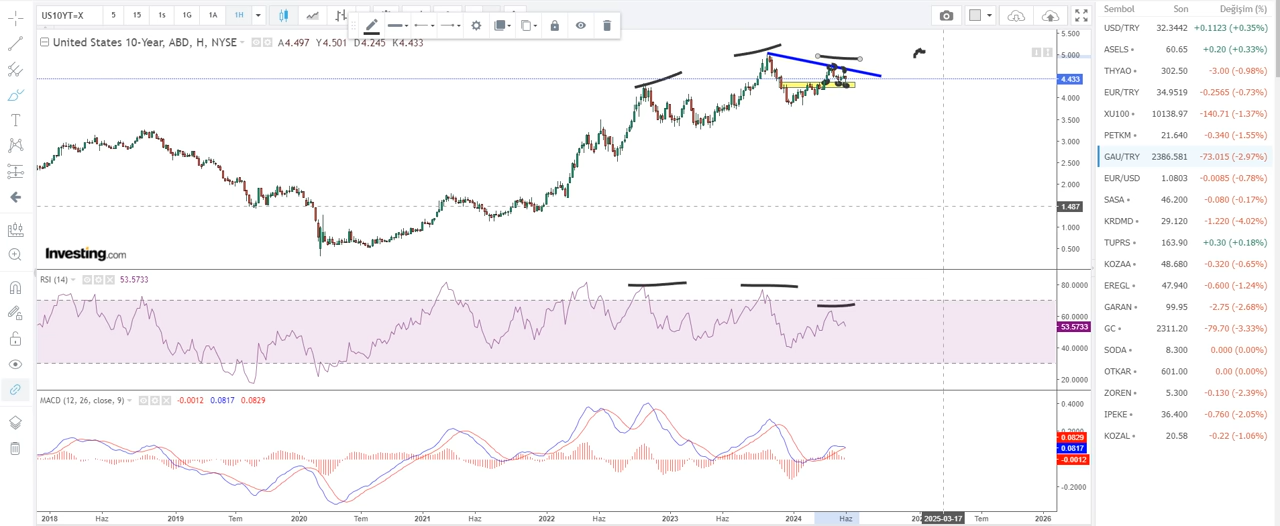 US10YT=X 5 15 1s 1G 1A 1H
Sembol Son Değişim (%)
United States 10-Year, ABD, H, NYSE A4.497 Y4.501 D4.245 K4.433
USD/TRY 32.3442 +0.1123 (+0.35%)
ASELS 60.65 +0.20 (+0.33%)
THYAO 302.50 -3.00 (-0.98%)
EUR/TRY 34.9519 -0.2565 (-0.73%)
XU100 10138.97 -140.71 (-1.37%)
PETKM 21.640 -0.340 (-1.55%)
GAU/TRY 2386.581 -73.015 (-2.97%)
EUR/USD 1.0803 -0.0085 (-0.78%)
SASA 46.200 -0.080 (-0.17%)
KRDMD 29.120 -1.220 (-4.02%)
TUPRS 163.90 +0.30 (+0.18%)
KOZAA 48.680 -0.320 (-0.65%)
EREGL 47.940 -0.600 (-1.24%)
GARAN 99.95 -2.75 (-2.68%)
GC 2311.20 -79.70 (-3.33%)
SODA 8.300 0.000 (0.00%)
OTKAR 601.00 0.00 (0.00%)
ZOREN 5.300 -0.130 (-2.39%)
IPEKE 36.400 -0.760 (-2.05%)
KOZAL 20.58 -0.22 (-1.06%)
5.500
4.433
4.000
3.500
3.000
2.500
2.000
1.487
1.000
0.500
Investing.com
RSI (14) 53.5733
80.0000
60.0000
53.5733
40.0000
20.0000
MACD (12, 26, close, 9) -0.0012 0.0817 0.0829
0.4000
0.0829
0.0817
-0.0012
-0.2000
2018 Haz 2019 Tem 2020 Haz 2021 Haz 2022 Haz 2023 Haz 2024 Haz 2025-03-17 Tem 2026